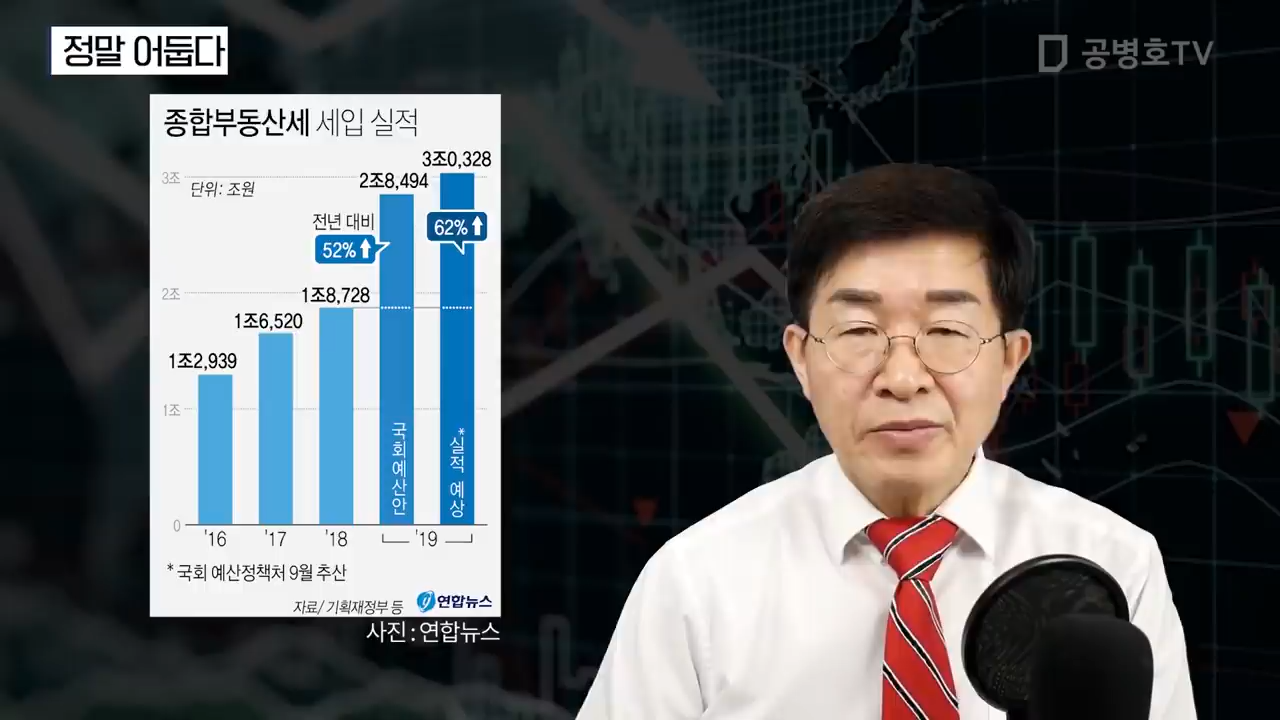 정말 어둡다
공병호TV
종합부동산세 세입 실적
3조0,328
3조
단위: 조원
2조8,494
전년 대비
52%
62%
2조
1조8,728
1조6,520
1조2,939
1조
국회예산안
*실적 예상
0
'16 '17 '18 '19
* 국회 예산정책처 9월 추산
자료/ 기획재정부 등 연합뉴스
사진 : 연합뉴스